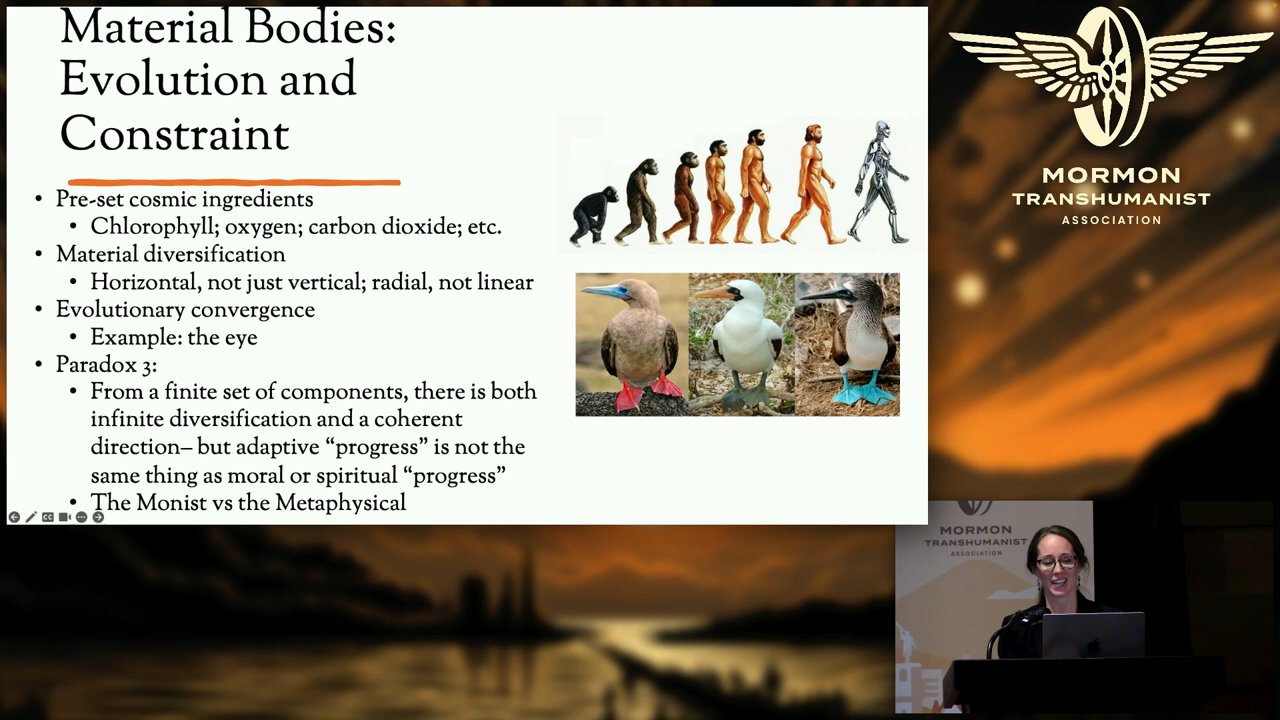 Material Bodies:
Evolution and
Constraint
• Pre-set cosmic ingredients
• Chlorophyll; oxygen; carbon dioxide; etc.
• Material diversification
• Horizontal, not just vertical; radial, not linear
• Evolutionary convergence
• Example: the eye
• Paradox 3:
• From a finite set of components, there is both
infinite diversification and a coherent
direction– but adaptive “progress” is not the
same thing as moral or spiritual “progress”
• The Monist vs the Metaphysical
MORMON
TRANSHUMANIST
ASSOCIATION
MORMON
TRANSHUMANIST
ASSOCIATION